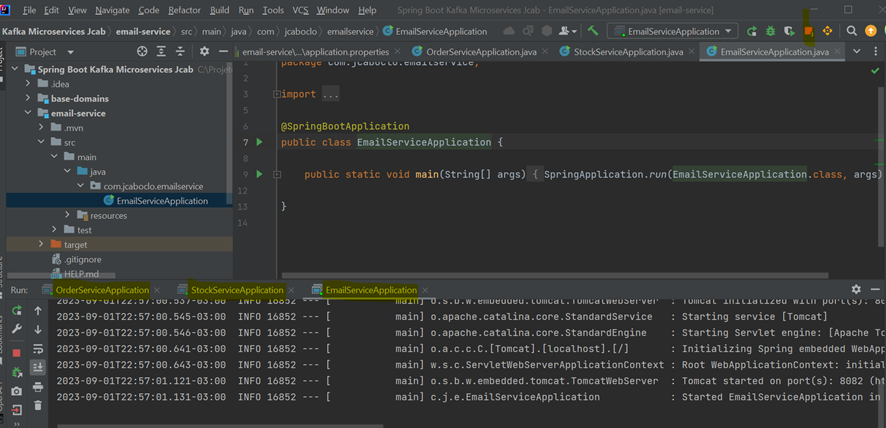 File Edit View Navigate Code Refactor Build Run Tools VCS Window Help Spring Boot Kafka Microservices Jcab - EmailServiceApplication.java [email-service]
Kafka Microservices Jcab email-service src main java com jcaboclo emailservice EmailServiceApplication EmailServiceApplication
Project email-service\...\application.properties OrderServiceApplication.java StockServiceApplication.java EmailServiceApplication.java
Spring Boot Kafka Microservices Jcab
.idea
base-domains
email-service
.mvn
src
main
java
com.jcaboclo.emailservice
EmailServiceApplication
resources
test
target
.gitignore
HELP.md
1 package com.jcaboclo.emailservice;
2
3 import ...
5
6 @SpringBootApplication
7 public class EmailServiceApplication {
8
9 public static void main(String[] args) { SpringApplication.run(EmailServiceApplication.class, args)
12
13 }
14
Run: OrderServiceApplication StockServiceApplication EmailServiceApplication
2023-09-01T22:57:00.537-03:00 INFO 16852 --- [ main] o.s.b.w.embedded.tomcat.TomcatWebServer : Tomcat initialized with port(s): 80
2023-09-01T22:57:00.545-03:00 INFO 16852 --- [ main] o.apache.catalina.core.StandardService : Starting service [Tomcat]
2023-09-01T22:57:00.546-03:00 INFO 16852 --- [ main] o.apache.catalina.core.StandardEngine : Starting Servlet engine: [Apache To
2023-09-01T22:57:00.641-03:00 INFO 16852 --- [ main] o.a.c.c.C.[Tomcat].[localhost].[/] : Initializing Spring embedded WebApp
2023-09-01T22:57:00.643-03:00 INFO 16852 --- [ main] w.s.c.ServletWebServerApplicationContext : Root WebApplicationContext: initial
2023-09-01T22:57:01.121-03:00 INFO 16852 --- [ main] o.s.b.w.embedded.tomcat.TomcatWebServer : Tomcat started on port(s): 8082 (ht
2023-09-01T22:57:01.131-03:00 INFO 16852 --- [ main] c.j.e.EmailServiceApplication : Started EmailServiceApplication in